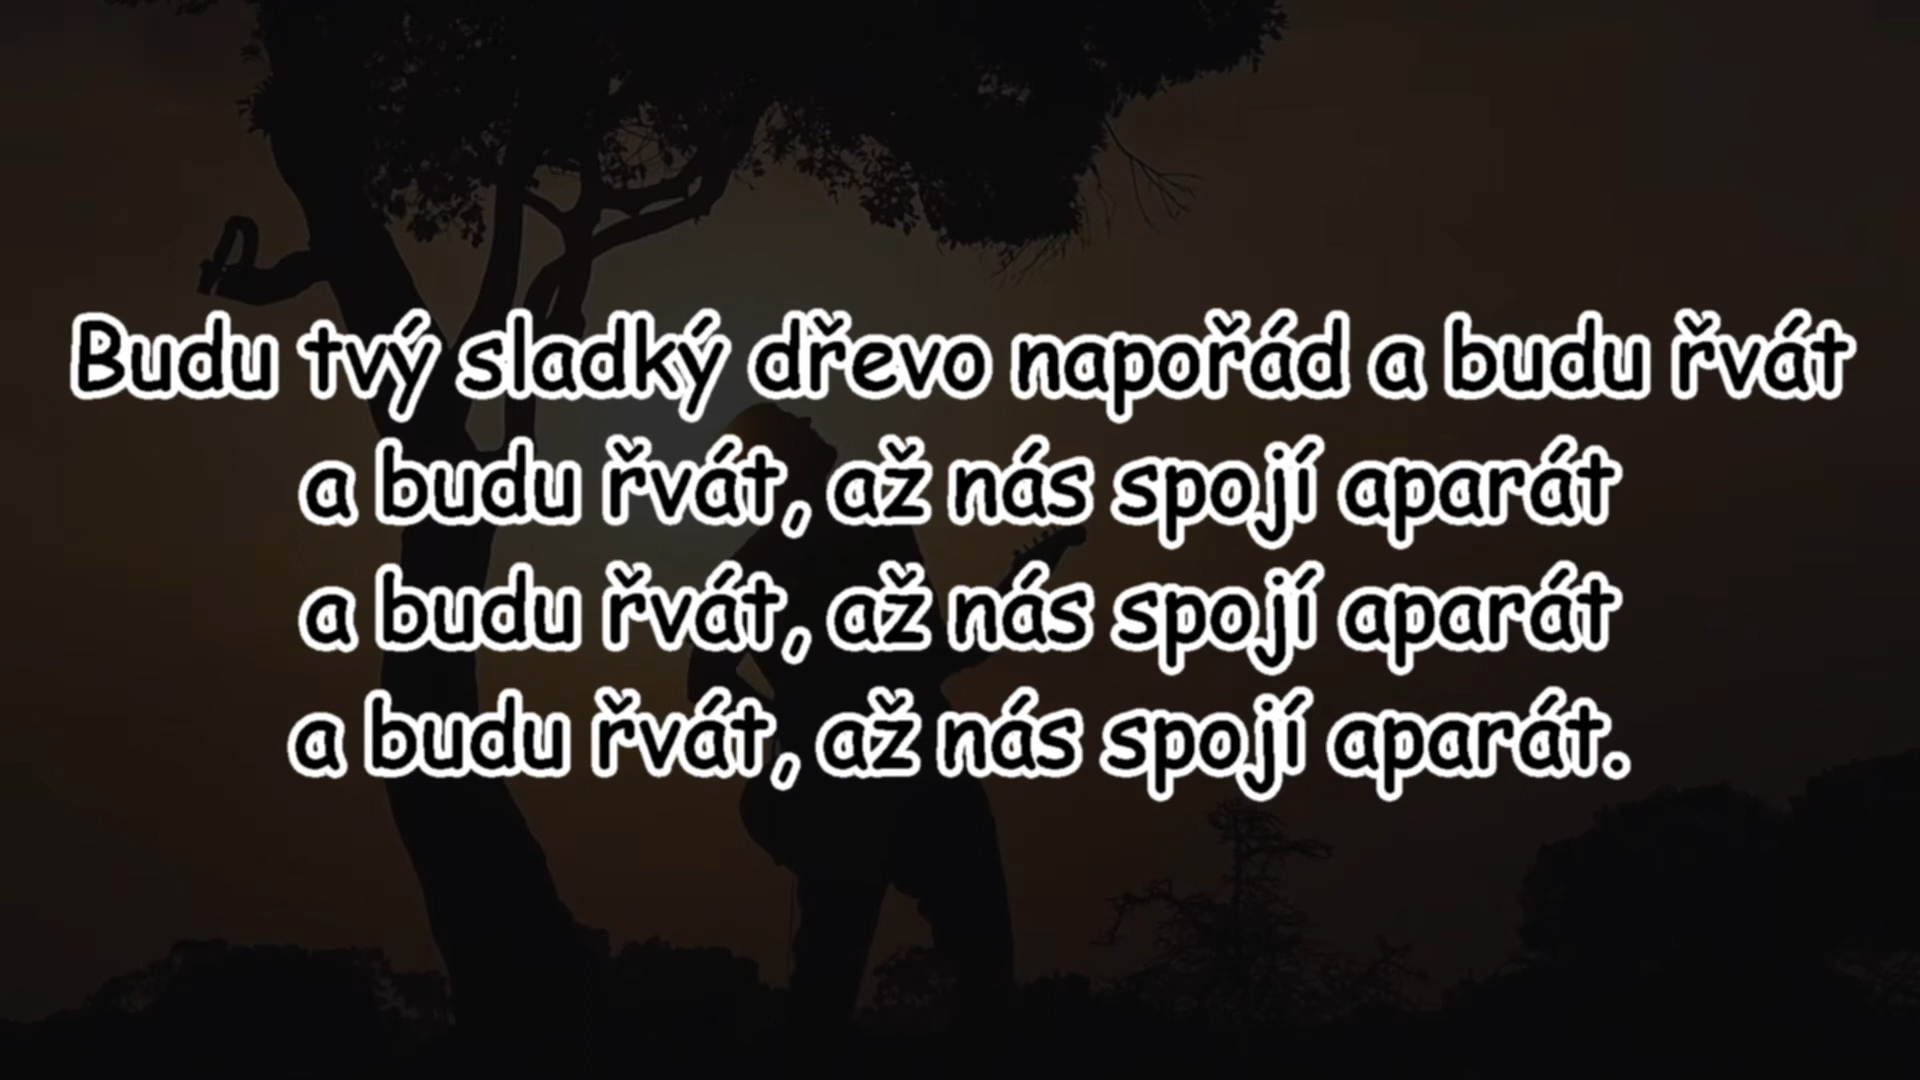 Budu tvý sladký dřevo napořád a budu řvát
a budu řvát, až nás spojí aparát
a budu řvát, až nás spojí aparát
a budu řvát, až nás spojí aparát.